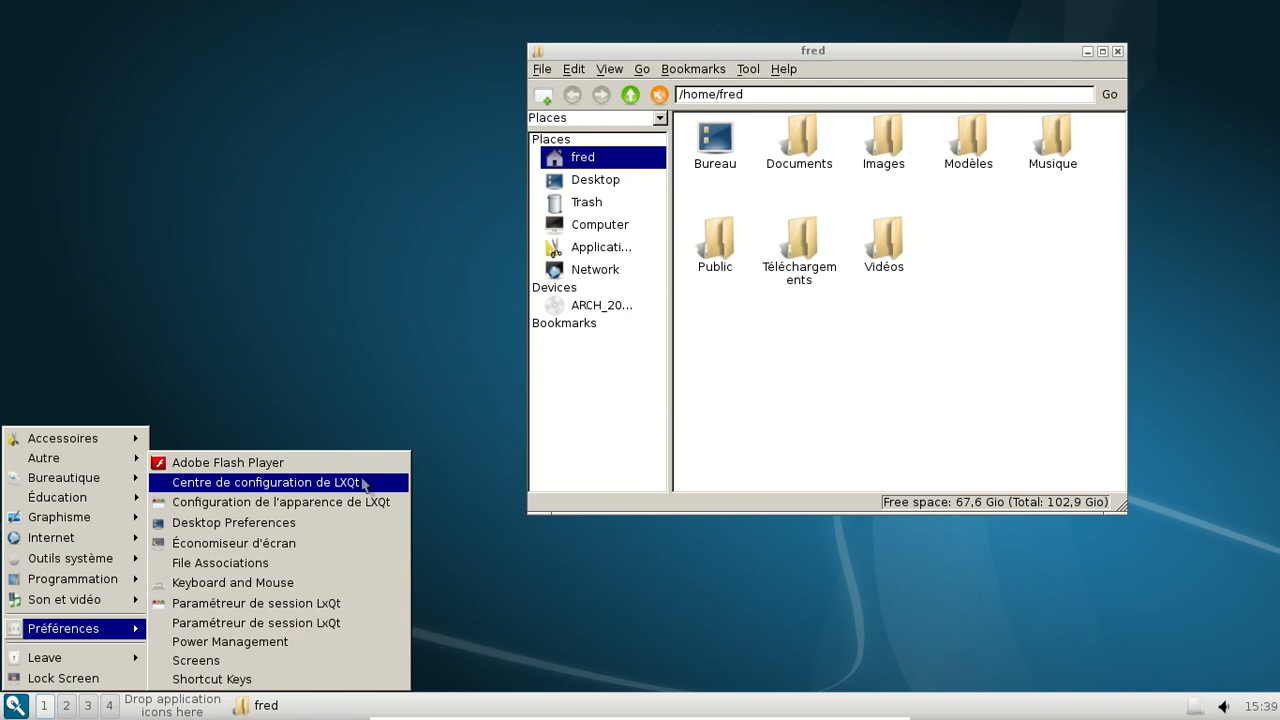 fred
File Edit View Go Bookmarks Tool Help
/home/fred Go
Places
Places
fred
Desktop
Trash
Computer
Applicati...
Network
Devices
ARCH_20...
Bookmarks
Bureau Documents Images Modèles Musique
Public Téléchargem
ents Vidéos
Free space: 67,6 Gio (Total: 102,9 Gio)
Accessoires
Autre
Bureautique
Éducation
Graphisme
Internet
Outils système
Programmation
Son et vidéo
Préférences
Leave
Lock Screen
Adobe Flash Player
Centre de configuration de LXQt
Configuration de l'apparence de LXQt
Desktop Preferences
Économiseur d'écran
File Associations
Keyboard and Mouse
Paramétreur de session LxQt
Paramétreur de session LxQt
Power Management
Screens
Shortcut Keys
1 2 3 4 Drop application
icons here fred 15:39